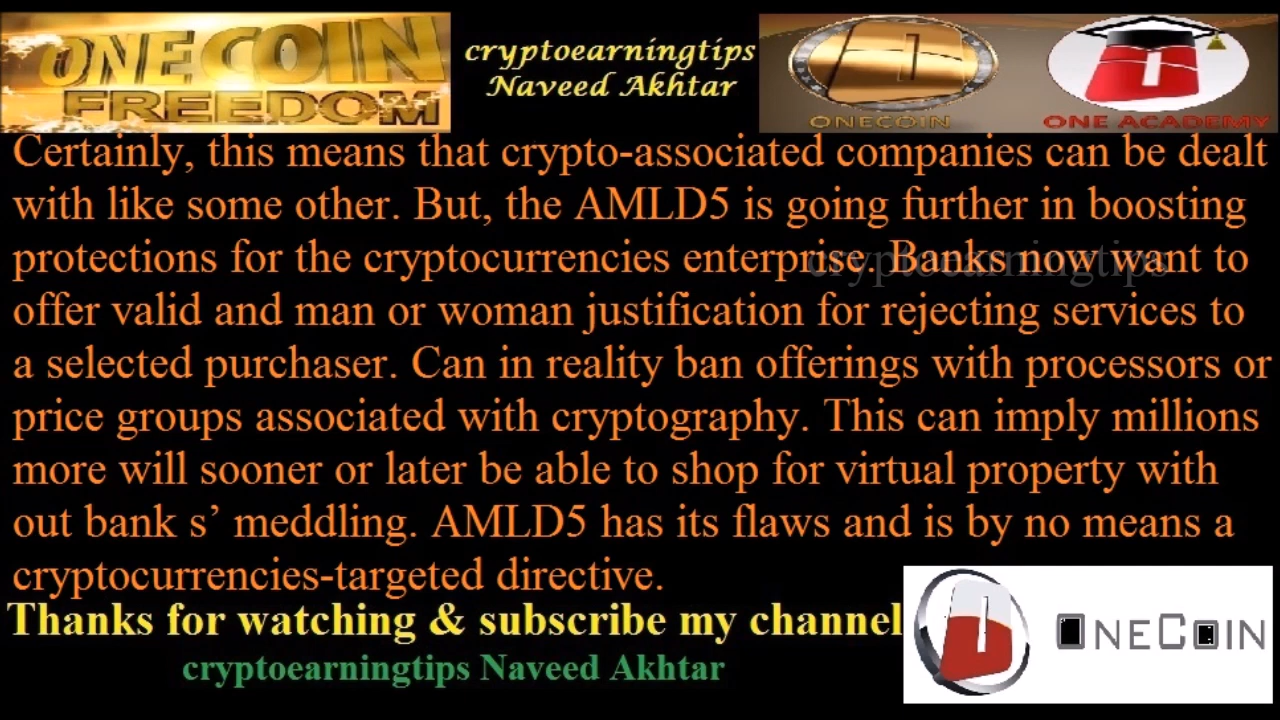 ONE COIN
FREEDOM
cryptoearningtips
Naveed Akhtar
ONECOIN
ONE ACADEMY
Certainly, this means that crypto-associated companies can be dealt
with like some other. But, the AMLD5 is going further in boosting
protections for the cryptocurrencies enterprise. Banks now want to
cryptoearningtips
offer valid and man or woman justification for rejecting services to
a selected purchaser. Can in reality ban offerings with processors or
price groups associated with cryptography. This can imply millions
more will sooner or later be able to shop for virtual property with
out bank s’ meddling. AMLD5 has its flaws and is by no means a
cryptocurrencies-targeted directive.
Thanks for watching & subscribe my channel
cryptoearningtips Naveed Akhtar
ONECOIN